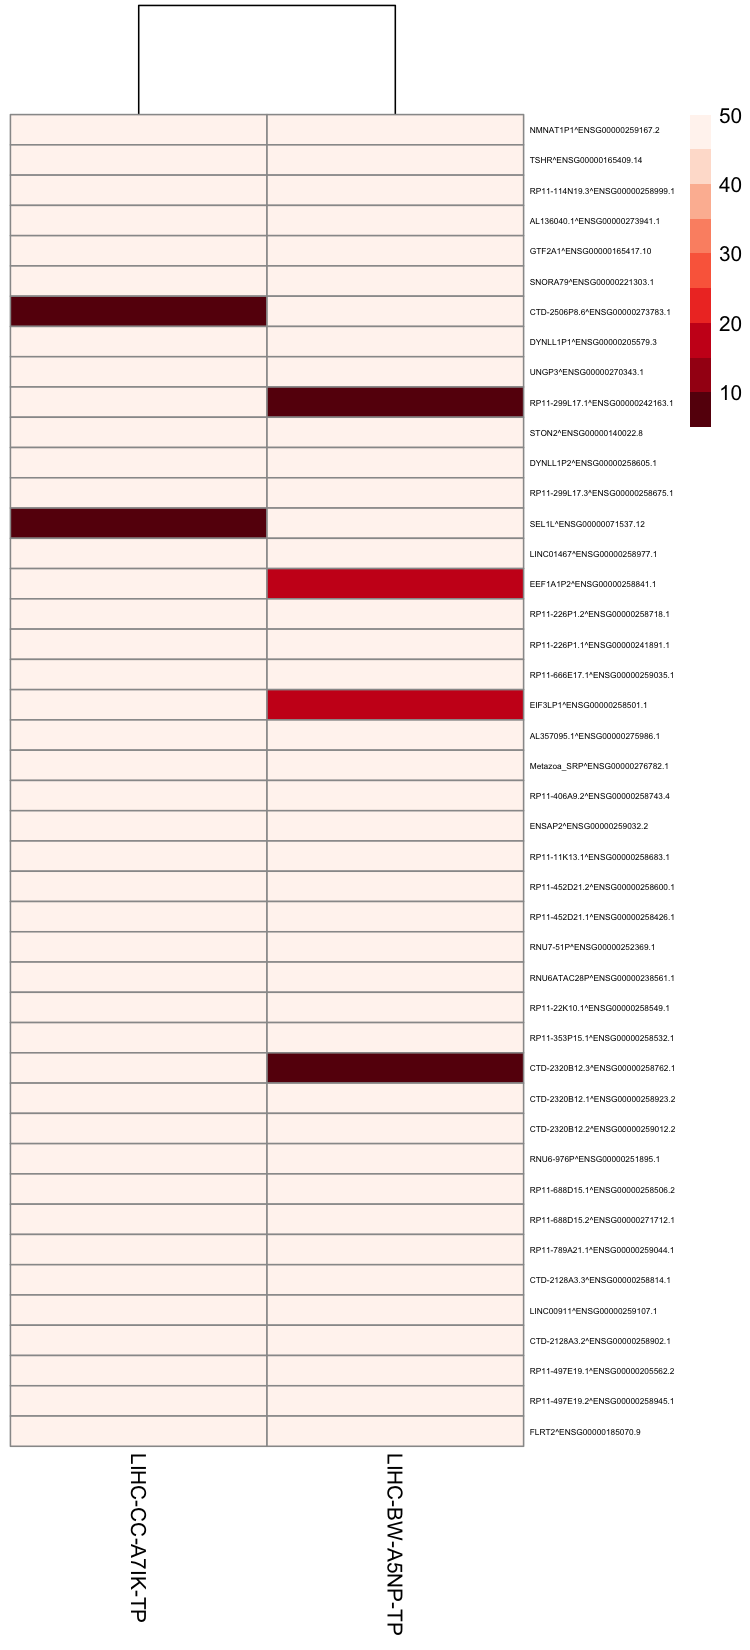 NMNAT1P1^ENSG00000259167.2
TSHR^ENSG00000165409.14
RP11-114N19.3^ENSG00000258999.1
AL136040.1^ENSG00000273941.1
GTF2A1^ENSG00000165417.10
SNORA79^ENSG00000221303.1
CTD-2506P8.6^ENSG00000273783.1
DYNLL1P1^ENSG00000205579.3
UNGP3^ENSG00000270343.1
RP11-299L17.1^ENSG00000242163.1
STON2^ENSG00000140022.8
DYNLL1P2^ENSG00000258605.1
RP11-299L17.3^ENSG00000258675.1
SEL1L^ENSG00000071537.12
LINC01467^ENSG00000258977.1
EEF1A1P2^ENSG00000258841.1
RP11-226P1.2^ENSG00000258718.1
RP11-226P1.1^ENSG00000241891.1
RP11-666E17.1^ENSG00000259035.1
EIF3LP1^ENSG00000258501.1
AL357095.1^ENSG00000275986.1
Metazoa_SRP^ENSG00000276782.1
RP11-406A9.2^ENSG00000258743.4
ENSAP2^ENSG00000259032.2
RP11-11K13.1^ENSG00000258683.1
RP11-452D21.2^ENSG00000258600.1
RP11-452D21.1^ENSG00000258426.1
RNU7-51P^ENSG00000252369.1
RNU6ATAC28P^ENSG00000238561.1
RP11-22K10.1^ENSG00000258549.1
RP11-353P15.1^ENSG00000258532.1
CTD-2320B12.3^ENSG00000258762.1
CTD-2320B12.1^ENSG00000258923.2
CTD-2320B12.2^ENSG00000259012.2
RNU6-976P^ENSG00000251895.1
RP11-688D15.1^ENSG00000258506.2
RP11-688D15.2^ENSG00000271712.1
RP11-789A21.1^ENSG00000259044.1
CTD-2128A3.3^ENSG00000258814.1
LINC00911^ENSG00000259107.1
CTD-2128A3.2^ENSG00000258902.1
RP11-497E19.1^ENSG00000205562.2
RP11-497E19.2^ENSG00000258945.1
FLRT2^ENSG00000185070.9
50
40
30
20
10
LIHC-CC-A7IK-TP
LIHC-BW-A5NP-TP